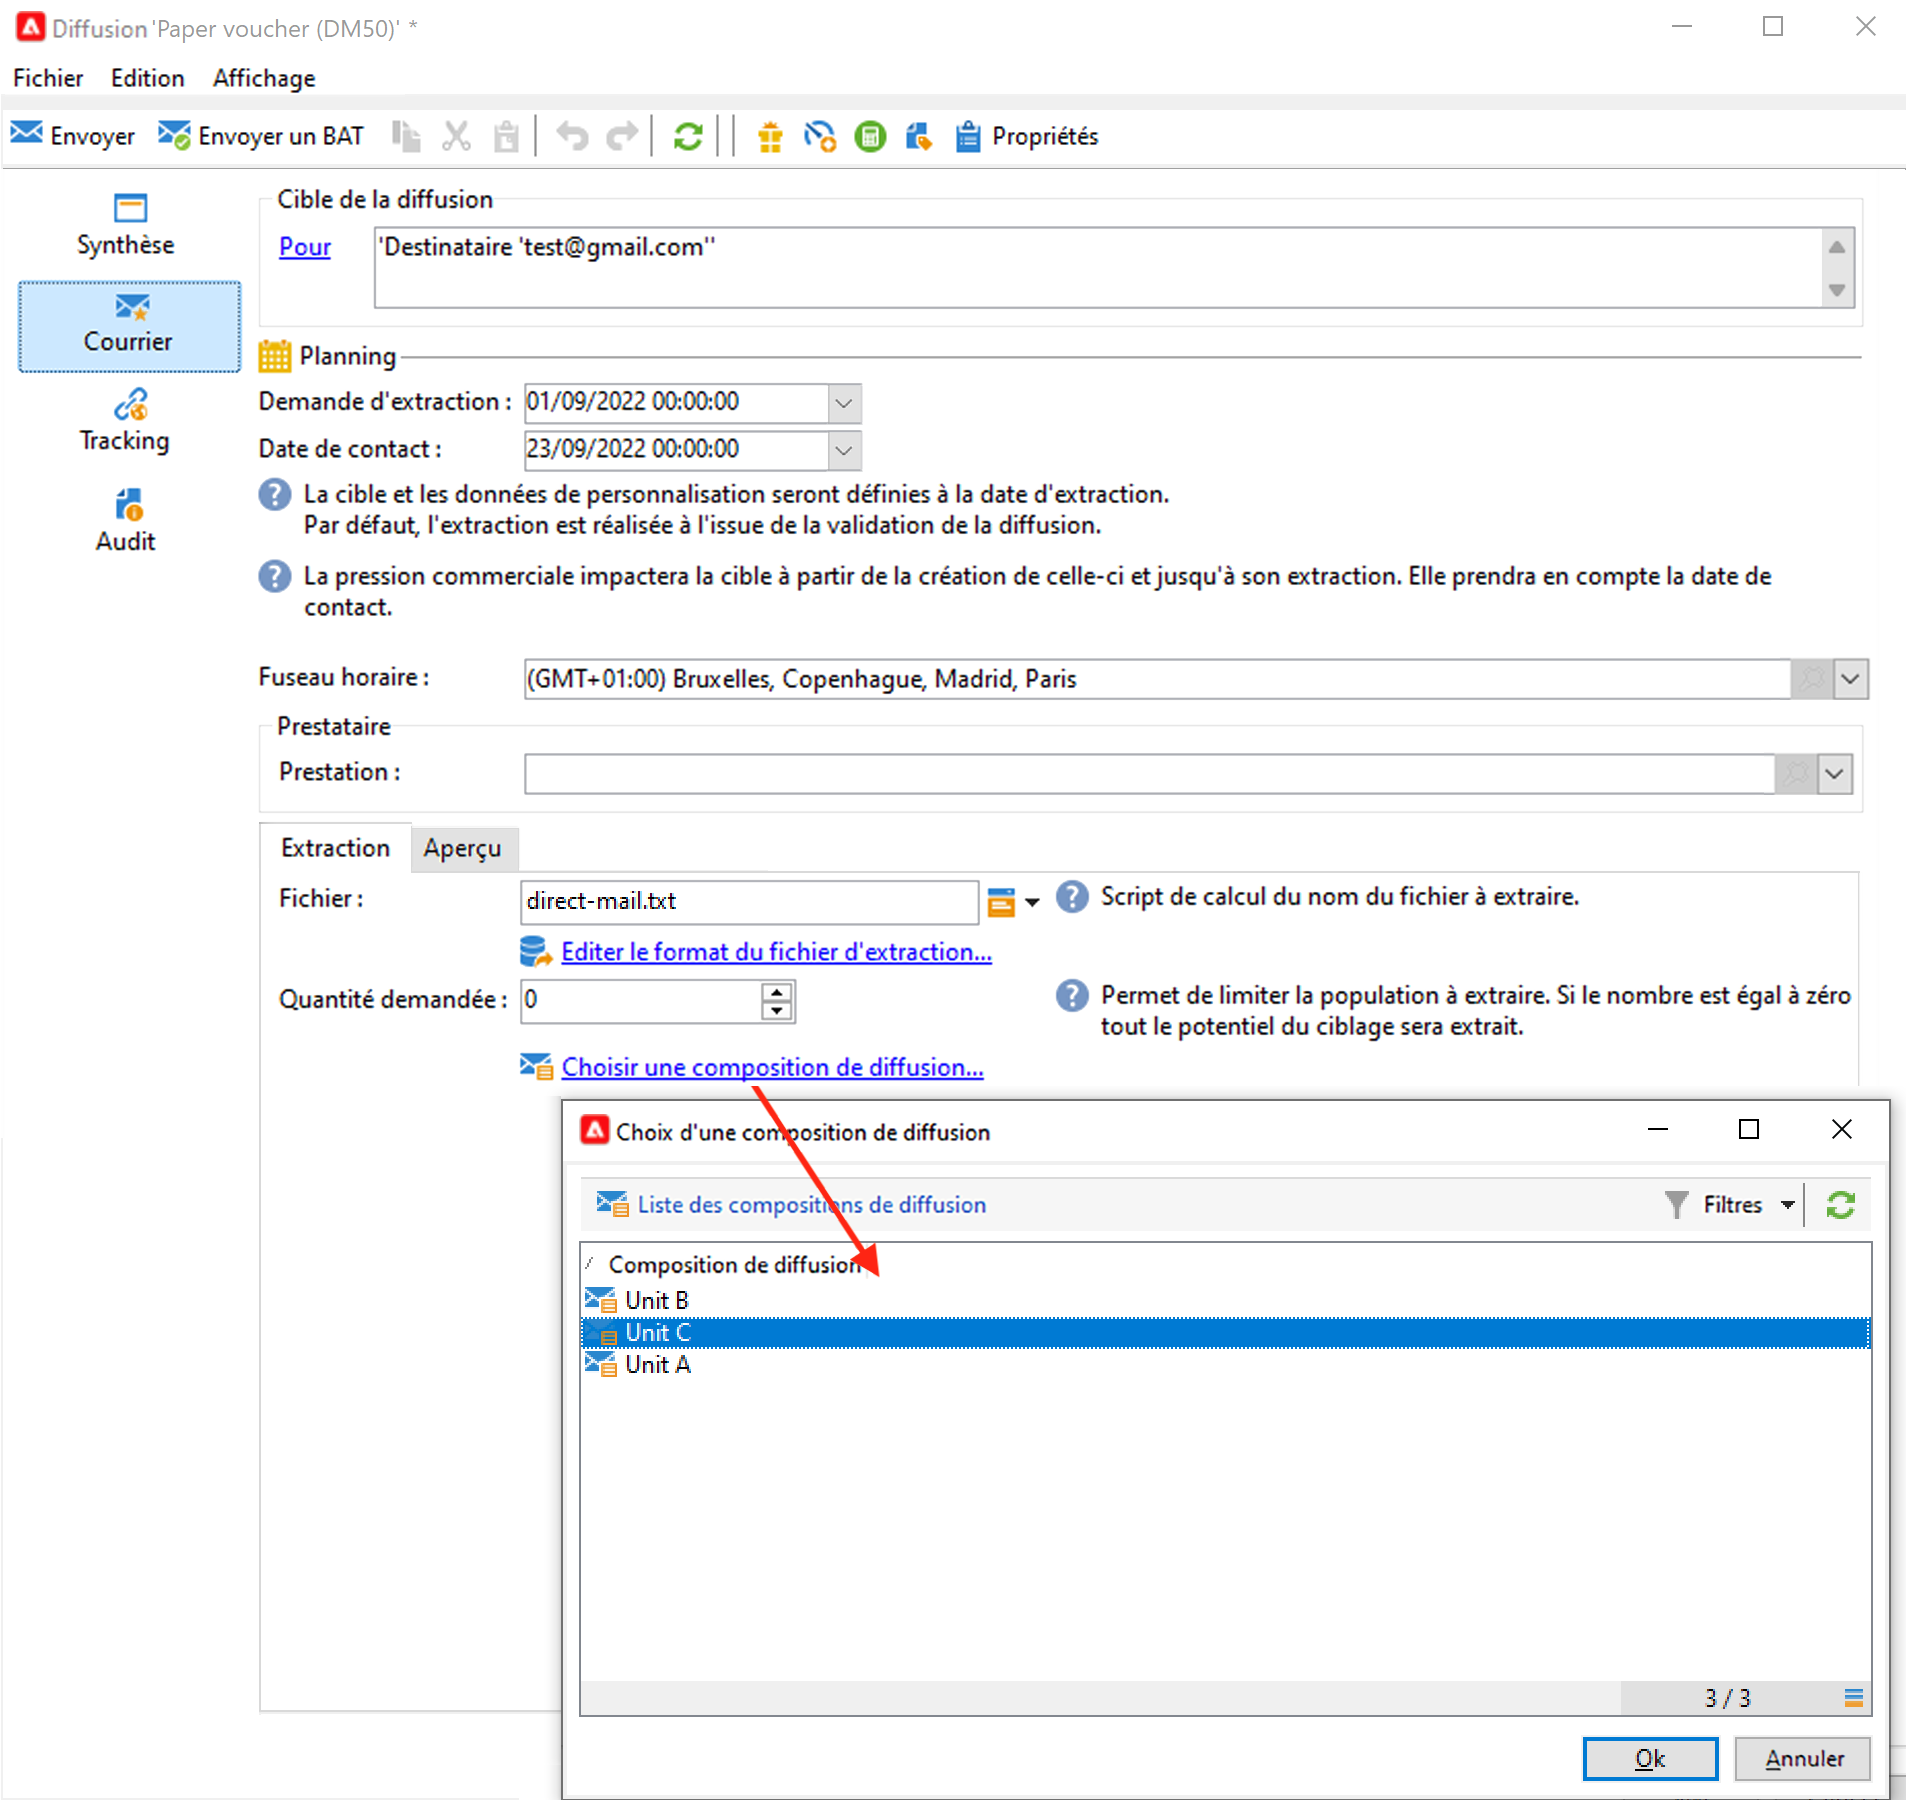 Diffusion 'Paper voucher (DM50)' *
Fichier Edition Affichage
Envoyer Envoyer un BAT Propriétés
Synthèse
Courrier
Tracking
Audit
Cible de la diffusion
Pour 'Destinataire 'test@gmail.com''
Planning
Demande d'extraction : 01/09/2022 00:00:00
Date de contact : 23/09/2022 00:00:00
La cible et les données de personnalisation seront définies à la date d'extraction.
Par défaut, l'extraction est réalisée à l'issue de la validation de la diffusion.
La pression commerciale impactera la cible à partir de la création de celle-ci et jusqu'à son extraction. Elle prendra en compte la date de
contact.
Fuseau horaire : (GMT+01:00) Bruxelles, Copenhague, Madrid, Paris
Prestataire
Prestation :
Extraction Aperçu
Fichier : direct-mail.txt Script de calcul du nom du fichier à extraire.
Editer le format du fichier d'extraction...
Quantité demandée : 0 Permet de limiter la population à extraire. Si le nombre est égal à zéro
tout le potentiel du ciblage sera extrait.
Choisir une composition de diffusion...
Choix d'une composition de diffusion
Liste des compositions de diffusion Filtres
Composition de diffusion
Unit B
Unit C
Unit A
3 / 3
Ok Annuler